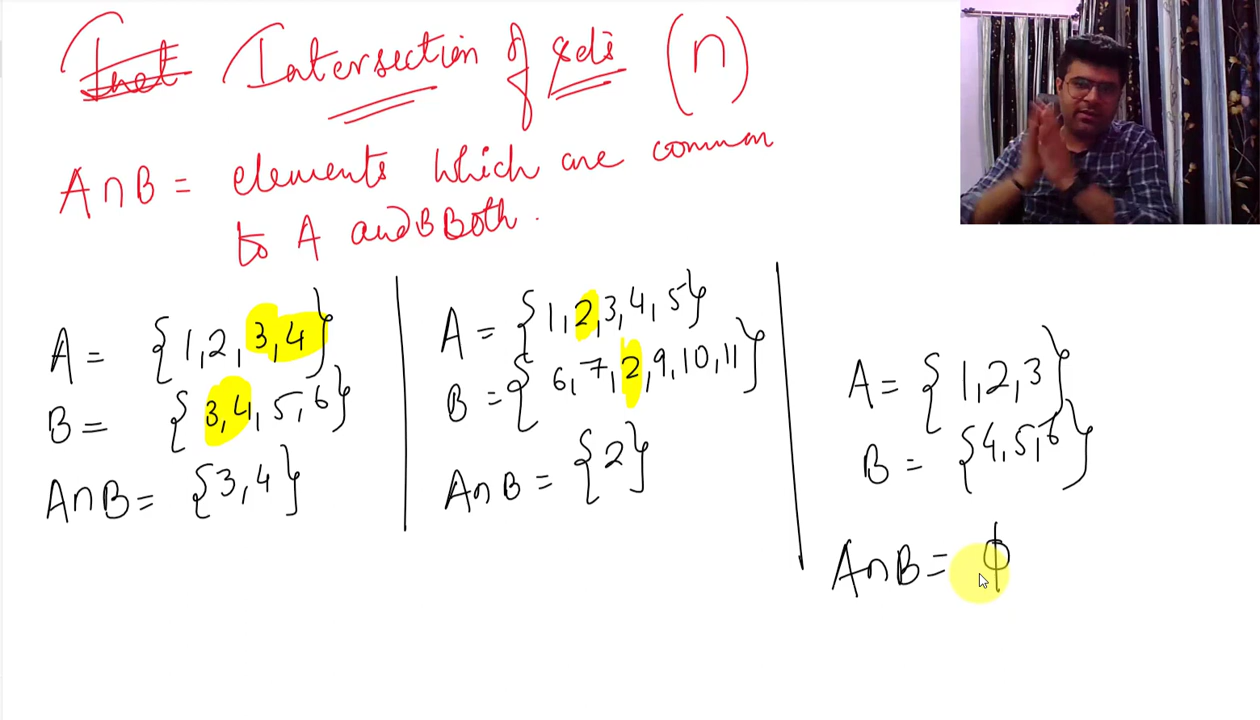 Inet Intersection of sets (∩)
A∩B = elements which are common
to A and B Both.
A = {1,2,3,4}
B = {3,4,5,6}
A∩B = {3,4}
A = {1,2,3,4,5}
B = {6,7,2,9,10,11}
A∩B = {2}
A = {1,2,3}
B = {4,5,6}
A∩B = ϕ